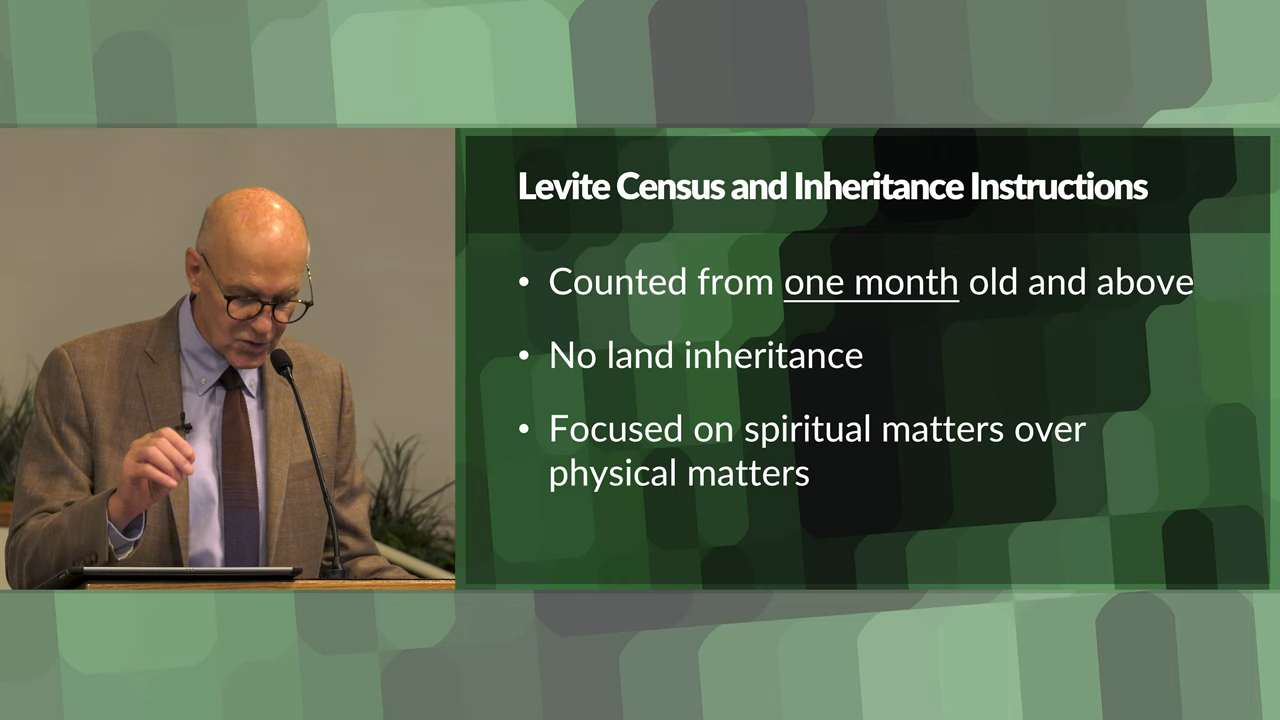 Levite Census and Inheritance Instructions
• Counted from one month old and above
• No land inheritance
• Focused on spiritual matters over
physical matters